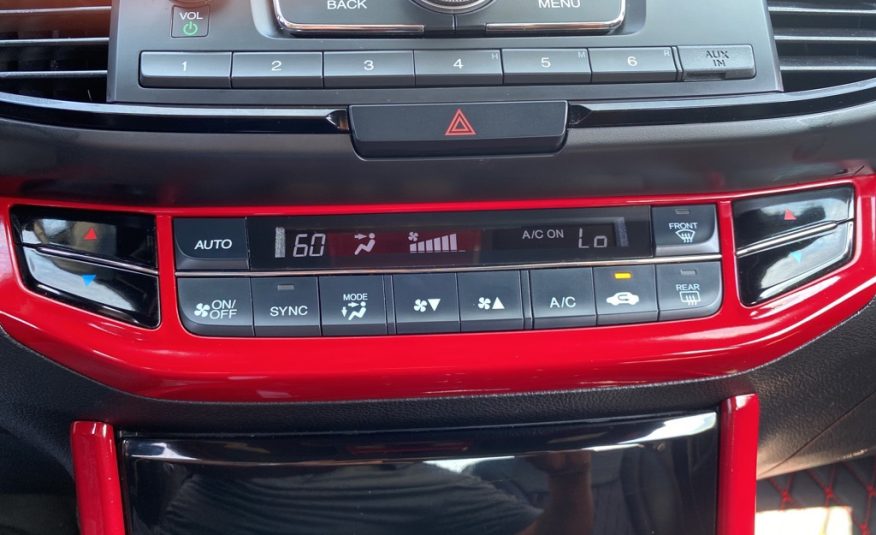 VOL
BACK
MENU
1 2 3 4 H 5 M 6 R AUX IN
AUTO 60 A/C ON Lo FRONT
ON/OFF SYNC MODE A/C REAR